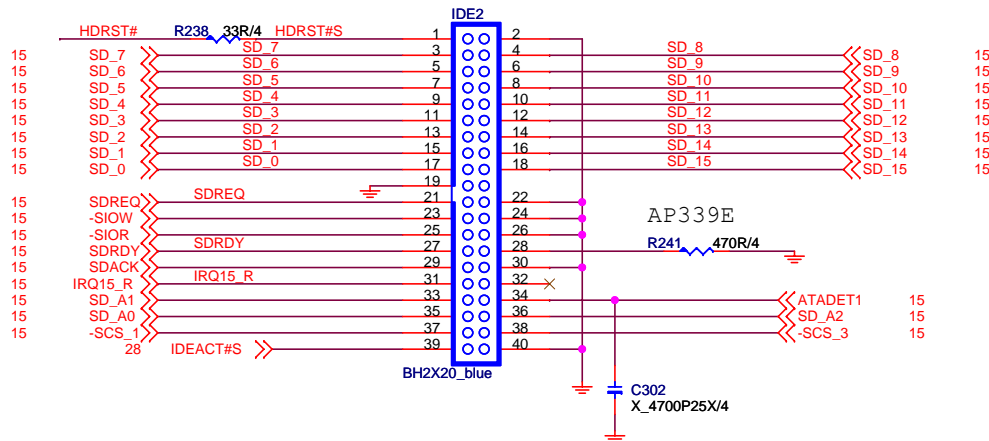 IDE2
HDRST# R238 33R/4 HDRST#S 1 2
15 SD_7 SD_7 3 4 SD_8 SD_8 15
15 SD_6 SD_6 5 6 SD_9 SD_9 15
15 SD_5 SD_5 7 8 SD_10 SD_10 15
15 SD_4 SD_4 9 10 SD_11 SD_11 15
15 SD_3 SD_3 11 12 SD_12 SD_12 15
15 SD_2 SD_2 13 14 SD_13 SD_13 15
15 SD_1 SD_1 15 16 SD_14 SD_14 15
15 SD_0 SD_0 17 18 SD_15 SD_15 15
19
15 SDREQ SDREQ 21 22
15 -SIOW 23 24
AP339E
15 -SIOR 25 26
15 SDRDY SDRDY 27 28 R241 470R/4
15 SDACK 29 30
15 IRQ15_R IRQ15_R 31 32
15 SD_A1 33 34 ATADET1 15
15 SD_A0 35 36 SD_A2 15
15 -SCS_1 37 38 -SCS_3 15
28 IDEACT#S 39 40
BH2X20_blue
C302
X_4700P25X/4